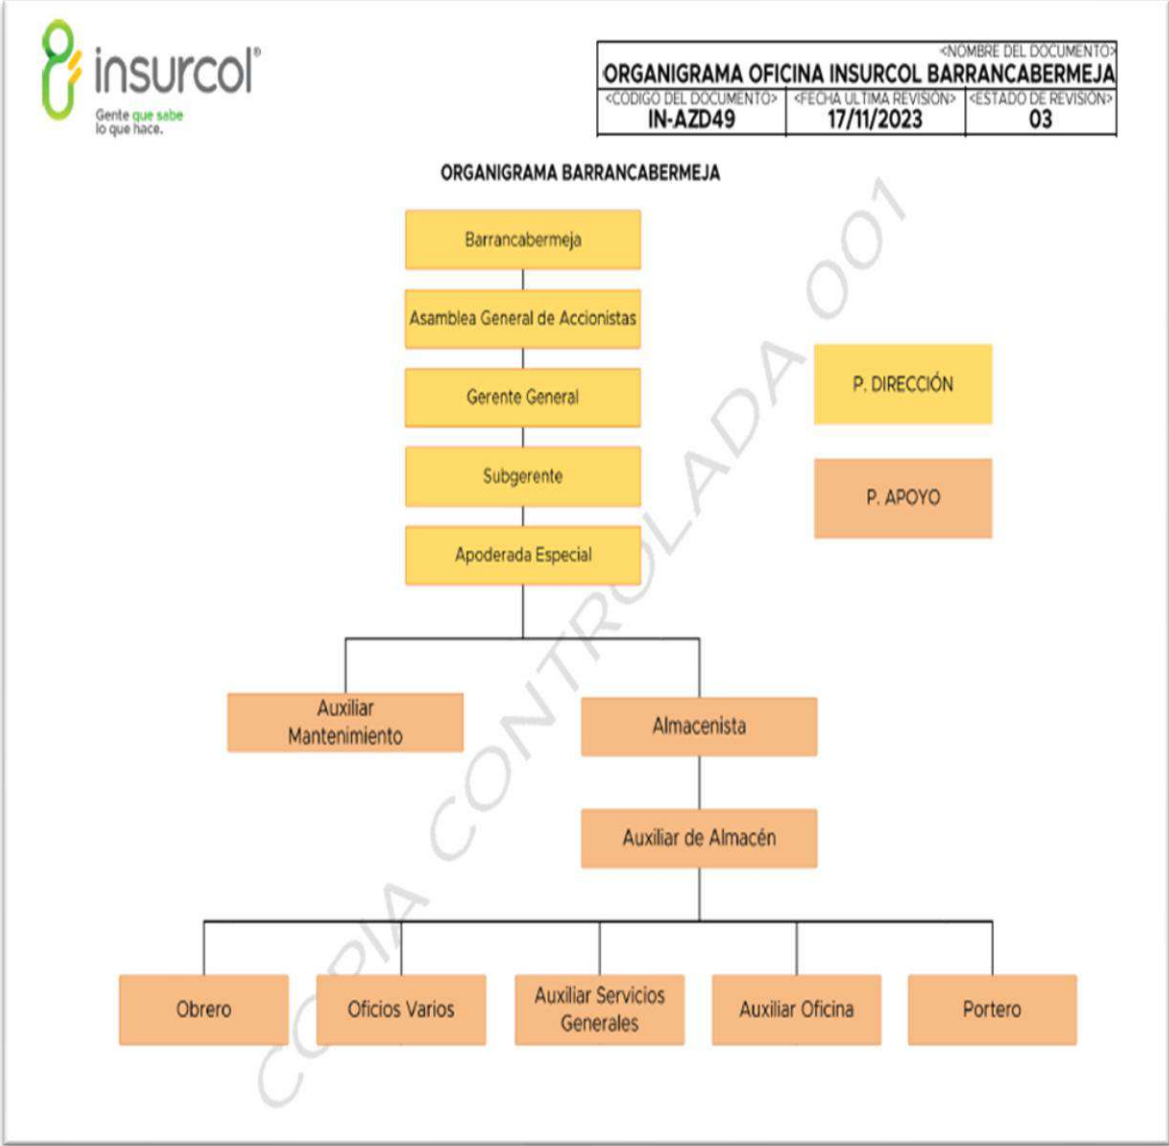 insurcol®
Gente que sabe
lo que hace.
<NOMBRE DEL DOCUMENTO>
ORGANIGRAMA OFICINA INSURCOL BARRANCABERMEJA
<CÓDIGO DEL DOCUMENTO> <FECHA ULTIMA REVISIÓN> <ESTADO DE REVISIÓN>
IN-AZD49 17/11/2023 03
ORGANIGRAMA BARRANCABERMEJA
Barrancabermeja
Asamblea General de Accionistas
Gerente General
Subgerente
Apoderada Especial
P. DIRECCIÓN
P. APOYO
Auxiliar
Mantenimiento
Almacenista
Auxiliar de Almacén
Obrero
Oficios Varios
Auxiliar Servicios
Generales
Auxiliar Oficina
Portero
COPIA CONTROLADA 001